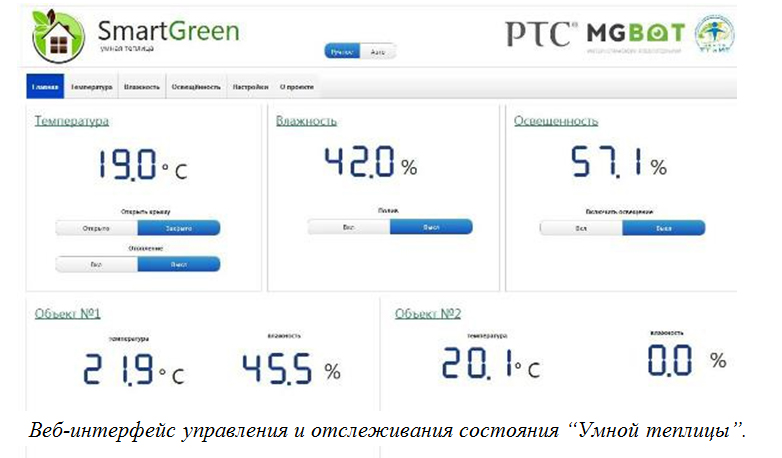 SmartGreen
умная теплица
Ручное Авто
PTC® MGBOT
Главная Температура Влажность Освещённость Настройки О проекте
Температура
19.0 °C
Открыть крышу
Открыто Закрыто
Отопление
Вкл Выкл
Влажность
42.0 %
Полив
Вкл Выкл
Освещенность
57.1 %
Включить освещение
Вкл Выкл
Объект №1
температура влажность
21.9 °C 45.5 %
Объект №2
температура влажность
20.1 °C 0.0 %
Веб-интерфейс управления и отслеживания состояния “Умной теплицы”.